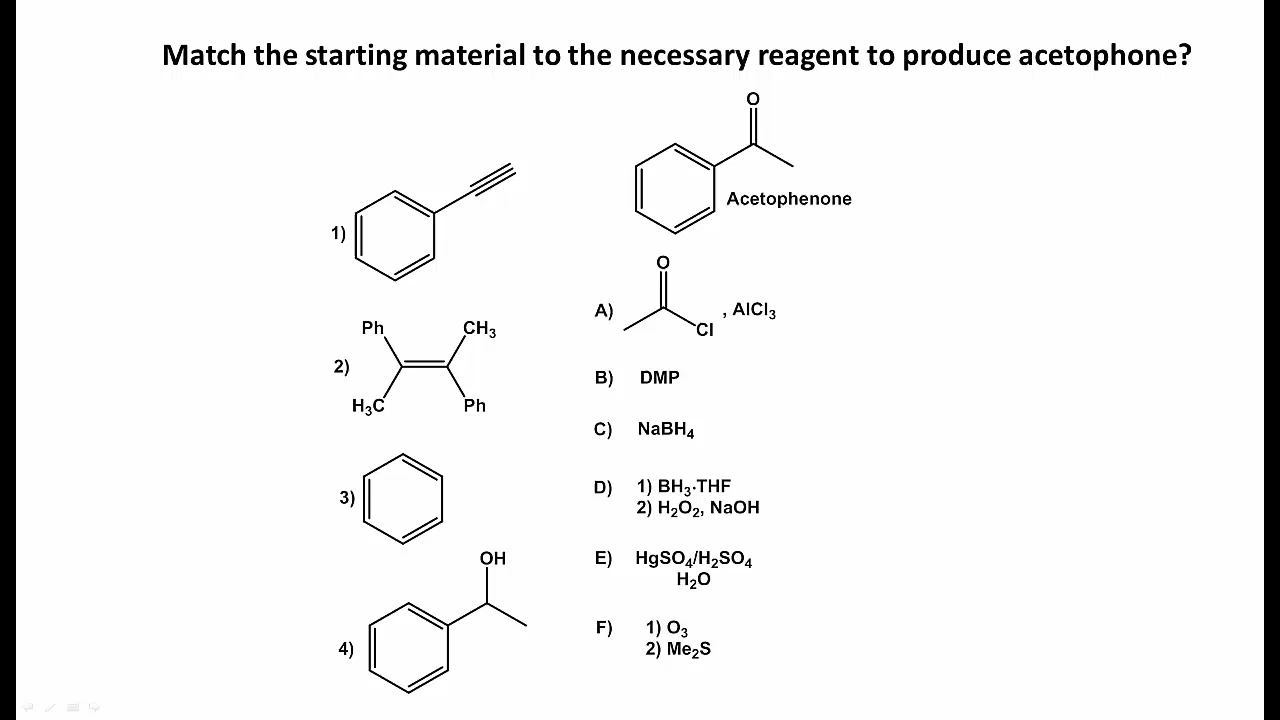 Match the starting material to the necessary reagent to produce acetophone?
O
Acetophenone
1)
O
A) , AlCl₃
Cl
Ph CH₃
2)
H₃C Ph
B) DMP
C) NaBH₄
3)
D) 1) BH₃·THF
2) H₂O₂, NaOH
OH
E) HgSO₄/H₂SO₄
H₂O
4)
F) 1) O₃
2) Me₂S